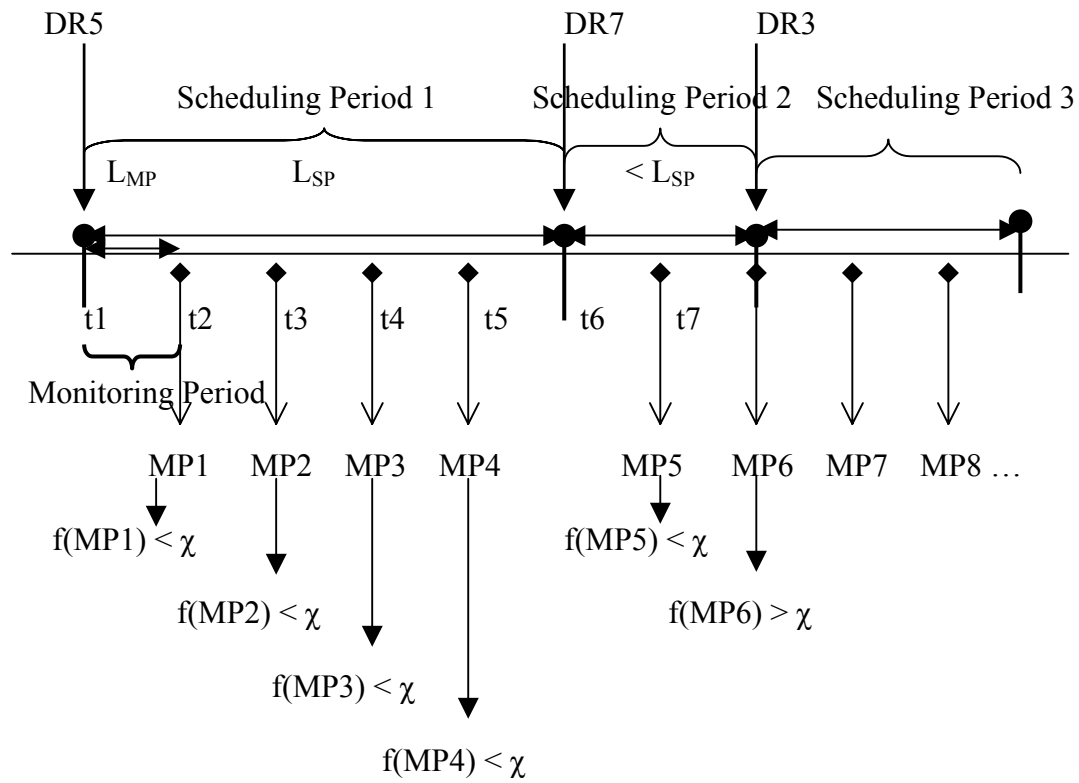 DR5 DR7 DR3
Scheduling Period 1 Scheduling Period 2 Scheduling Period 3
L_MP L_SP < L_SP
t1 t2 t3 t4 t5 t6 t7
Monitoring Period
MP1 MP2 MP3 MP4 MP5 MP6 MP7 MP8 …
f(MP1) < χ f(MP5) < χ
f(MP2) < χ f(MP6) > χ
f(MP3) < χ
f(MP4) < χ